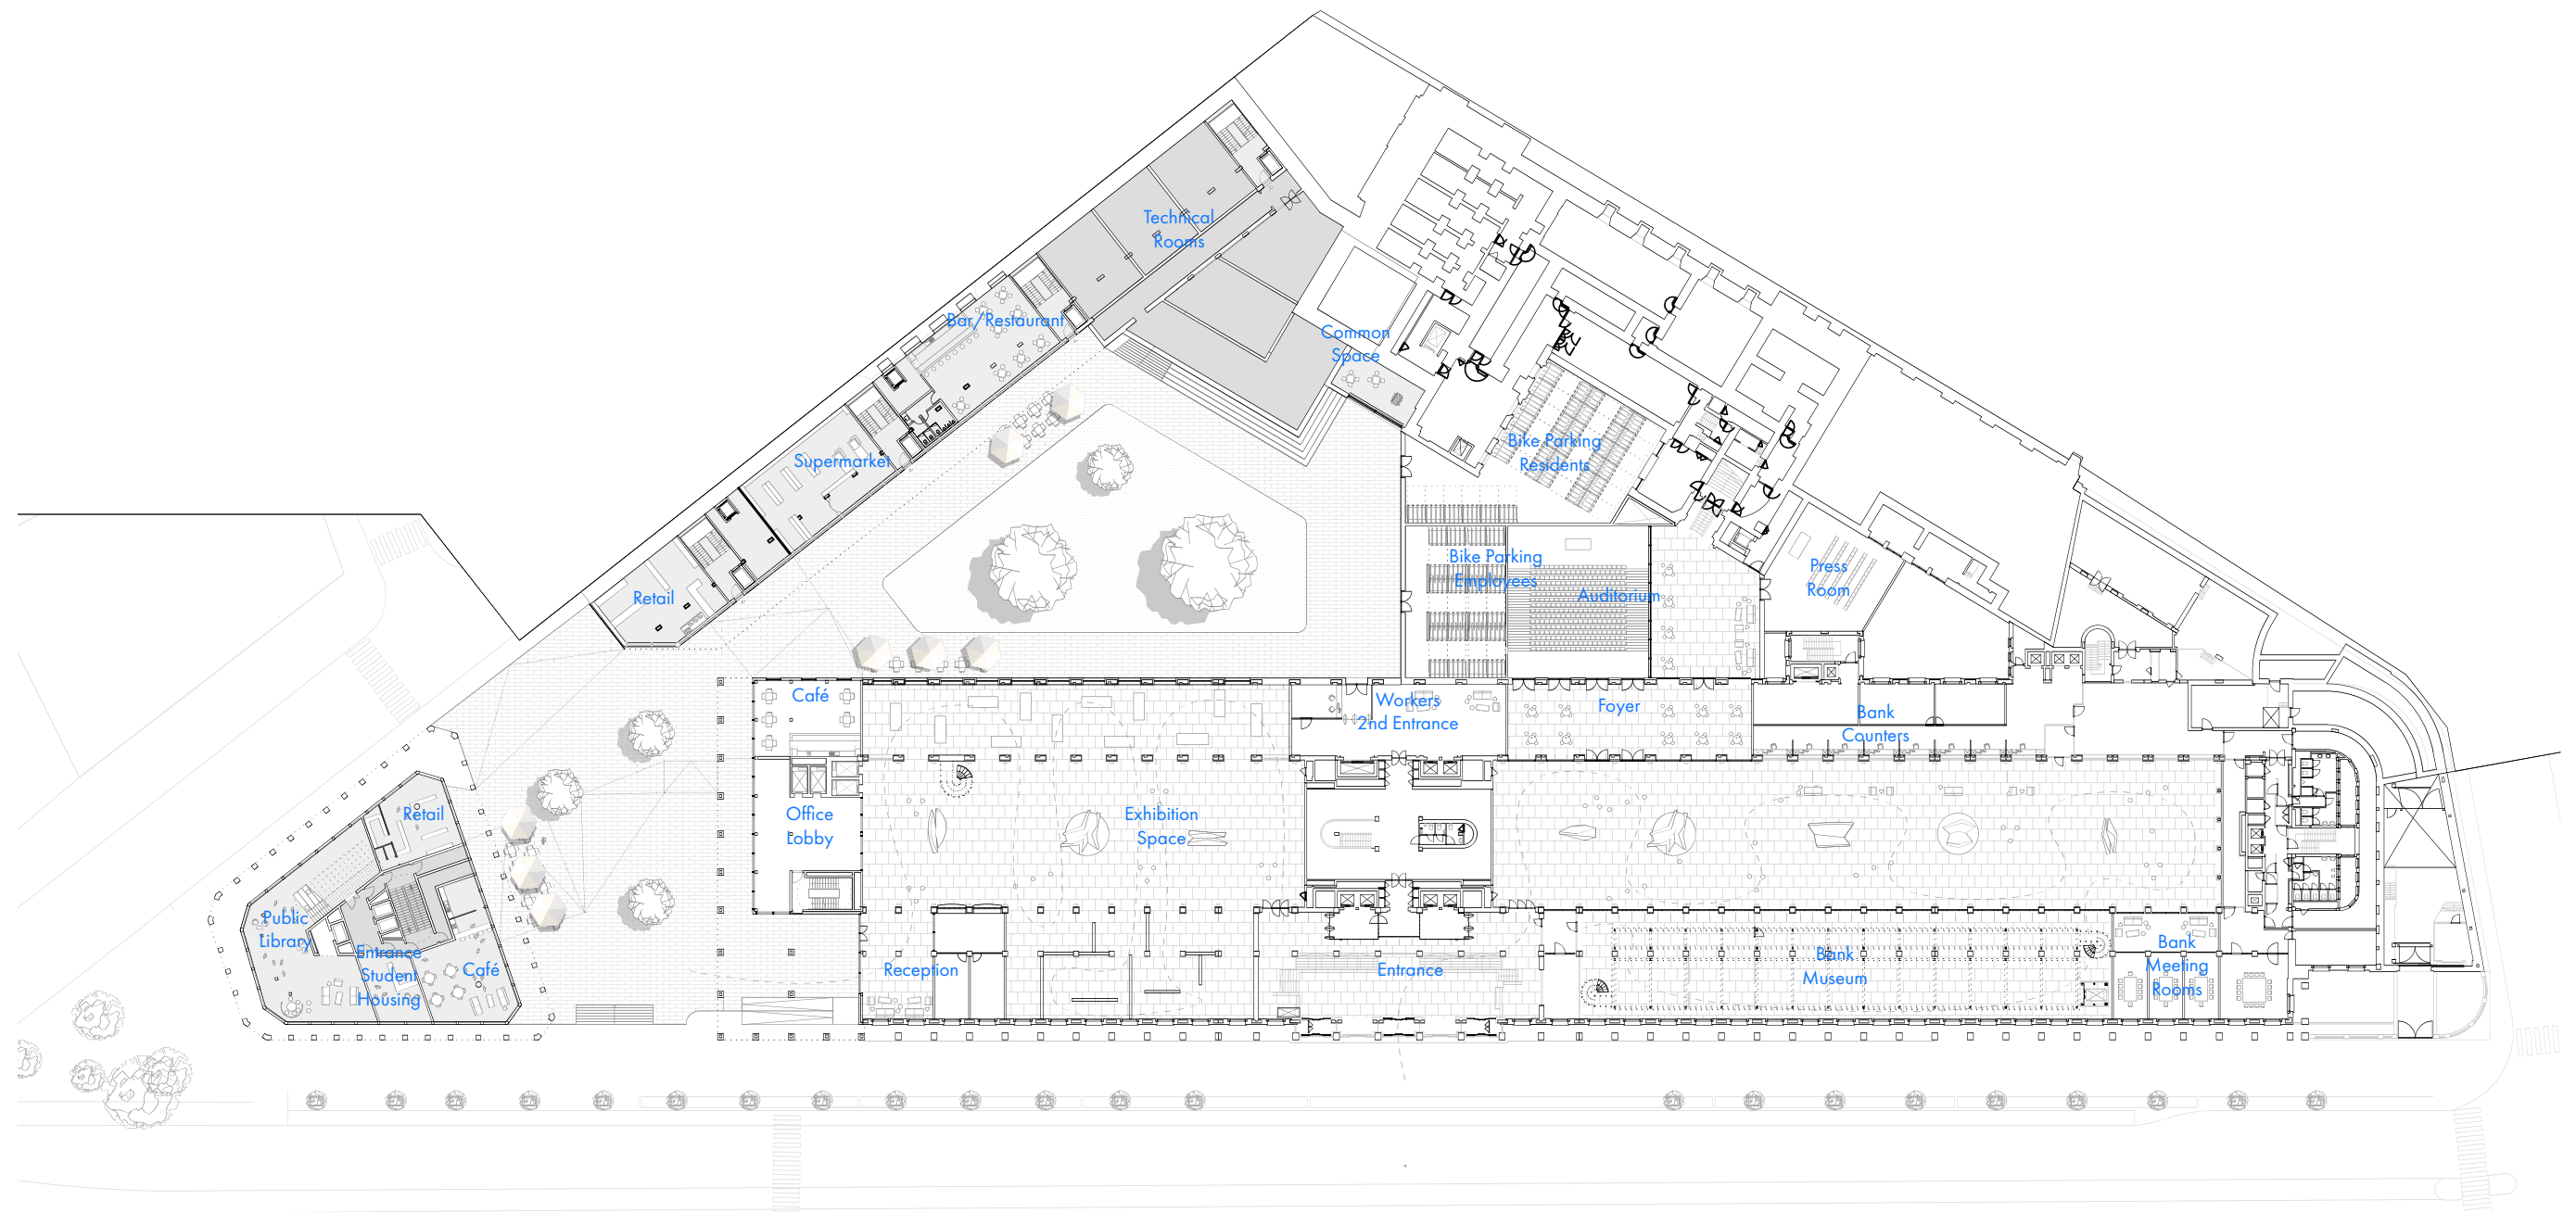 Technical
Rooms
Bar/Restaurant
Common
Space
Bike Parking
Residents
Supermarket
Bike Parking
Employees
Auditorium
Press
Room
Retail
Café
Workers
2nd Entrance
Foyer
Bank
Counters
Retail
Office
Lobby
Exhibition
Space
Public
Library
Entrance
Student
Housing
Café
Reception
Entrance
Bank
Museum
Bank
Meeting
Rooms